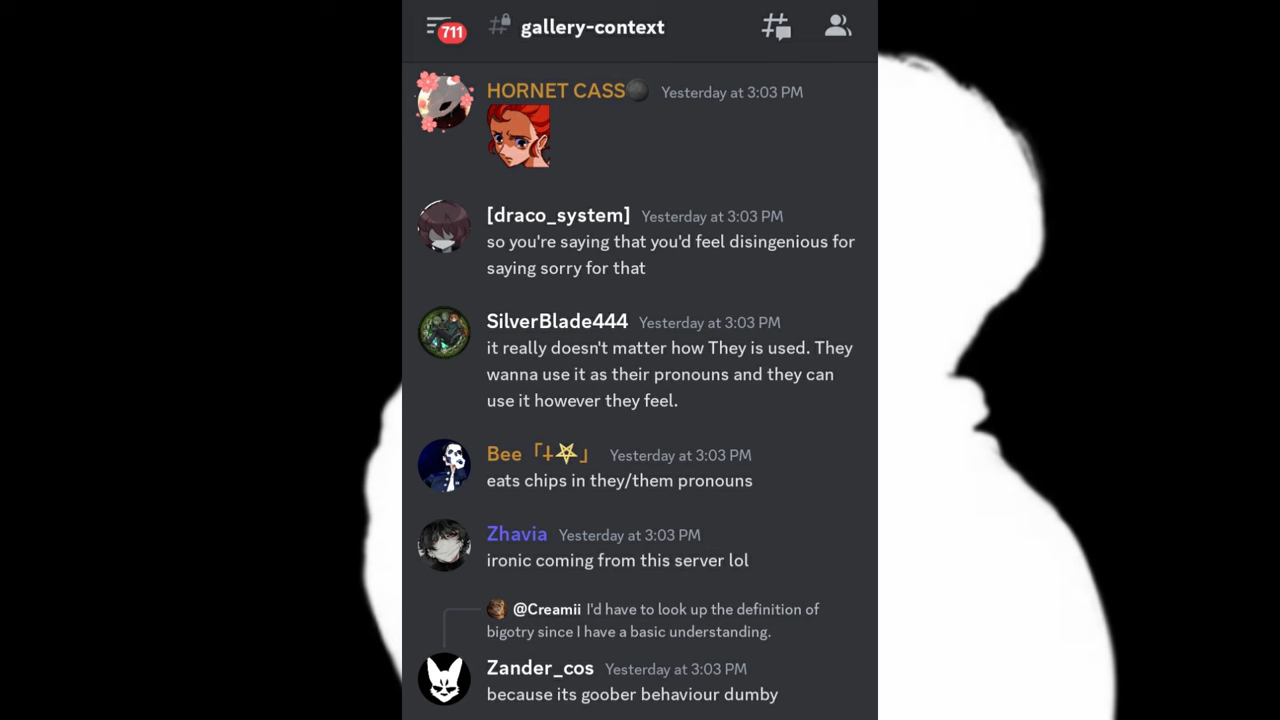 711
gallery-context
HORNET CASS Yesterday at 3:03 PM
[draco_system] Yesterday at 3:03 PM
so you're saying that you'd feel disingenious for
saying sorry for that
SilverBlade444 Yesterday at 3:03 PM
it really doesn't matter how They is used. They
wanna use it as their pronouns and they can
use it however they feel.
Bee「⸸⛧」 Yesterday at 3:03 PM
eats chips in they/them pronouns
Zhavia Yesterday at 3:03 PM
ironic coming from this server lol
@Creamii I'd have to look up the definition of
bigotry since I have a basic understanding.
Zander_cos Yesterday at 3:03 PM
because its goober behaviour dumby